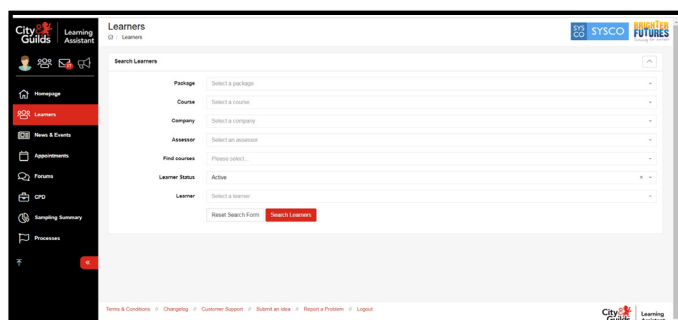 City Guilds
Learning Assistant
Homepage
Learners
News & Events
Appointments
Forums
CPD
Sampling Summary
Processes
Learners
/ Learners
SYS CO SYSCO
BRIGHTER FUTURES
Search Learners
Package Select a package
Course Select a course
Company Select a company
Assessor Select an assessor
Find courses Please select...
Learner Status Active ×
Learner Select a learner
Reset Search Form Search Learners
Terms & Conditions // Changelog // Customer Support // Submit an idea // Report a Problem // Logout
City Guilds
Learning Assistant